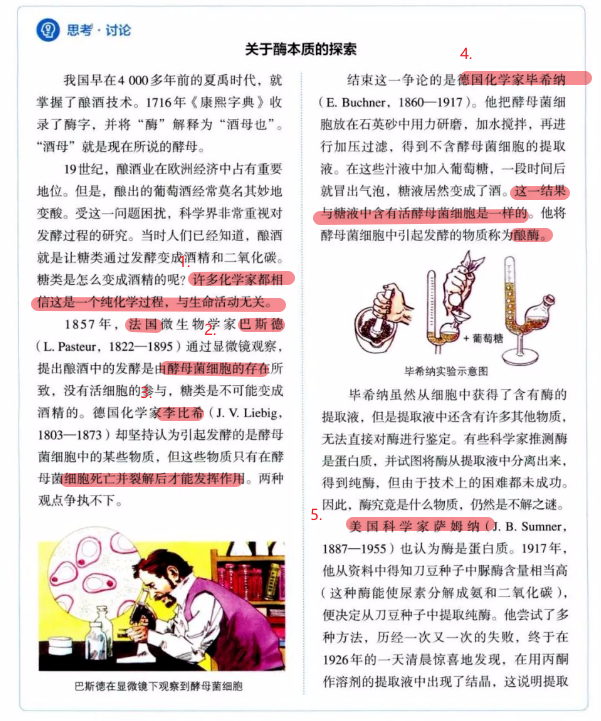 思考·讨论
关于酶本质的探索
我国早在4 000多年前的夏禹时代，就
掌握了酿酒技术。1716年《康熙字典》收
录了酶字，并将“酶”解释为“酒母也”。
“酒母”就是现在所说的酵母。
19世纪，酿酒业在欧洲经济中占有重要
地位。但是，酿出的葡萄酒经常莫名其妙地
变酸。受这一问题困扰，科学界非常重视对
发酵过程的研究。当时人们已经知道，酿酒
就是让糖类通过发酵变成酒精和二氧化碳。
1.
糖类是怎么变成酒精的呢？许多化学家都相
信这是一个纯化学过程，与生命活动无关。
1857年，法国微生物学家巴斯德
2.
(L. Pasteur，1822—1895）通过显微镜观察，
提出酿酒中的发酵是由酵母菌细胞的存在所
致，没有活细胞的参与，糖类是不可能变成
3.
酒精的。德国化学家李比希（J. V. Liebig，
1803—1873）却坚持认为引起发酵的是酵母
菌细胞中的某些物质，但这些物质只有在酵
母菌细胞死亡并裂解后才能发挥作用。两种
观点争执不下。
巴斯德在显微镜下观察到酵母菌细胞
4.
结束这一争论的是德国化学家毕希纳
(E. Buchner，1860—1917）。他把酵母菌细
胞放在石英砂中用力研磨，加水搅拌，再进
行加压过滤，得到不含酵母菌细胞的提取
液。在这些汁液中加入葡萄糖，一段时间后
就冒出气泡，糖液居然变成了酒。这一结果
与糖液中含有活酵母菌细胞是一样的。他将
酵母菌细胞中引起发酵的物质称为酿酶。
+ 葡萄糖
毕希纳实验示意图
毕希纳虽然从细胞中获得了含有酶的
提取液，但是提取液中还含有许多其他物质，
无法直接对酶进行鉴定。有些科学家推测酶
是蛋白质，并试图将酶从提取液中分离出来，
得到纯酶，但由于技术上的困难都未成功。
因此，酶究竟是什么物质，仍然是不解之谜。
5.
美国科学家萨姆纳（J. B. Sumner，
1887—1955）也认为酶是蛋白质。1917年，
他从资料中得知刀豆种子中脲酶含量相当高
（这种酶能使尿素分解成氨和二氧化碳），
便决定从刀豆种子中提取纯酶。他尝试了多
种方法，历经一次又一次的失败，终于在
1926年的一天清晨惊喜地发现，在用丙酮
作溶剂的提取液中出现了结晶，这说明提取